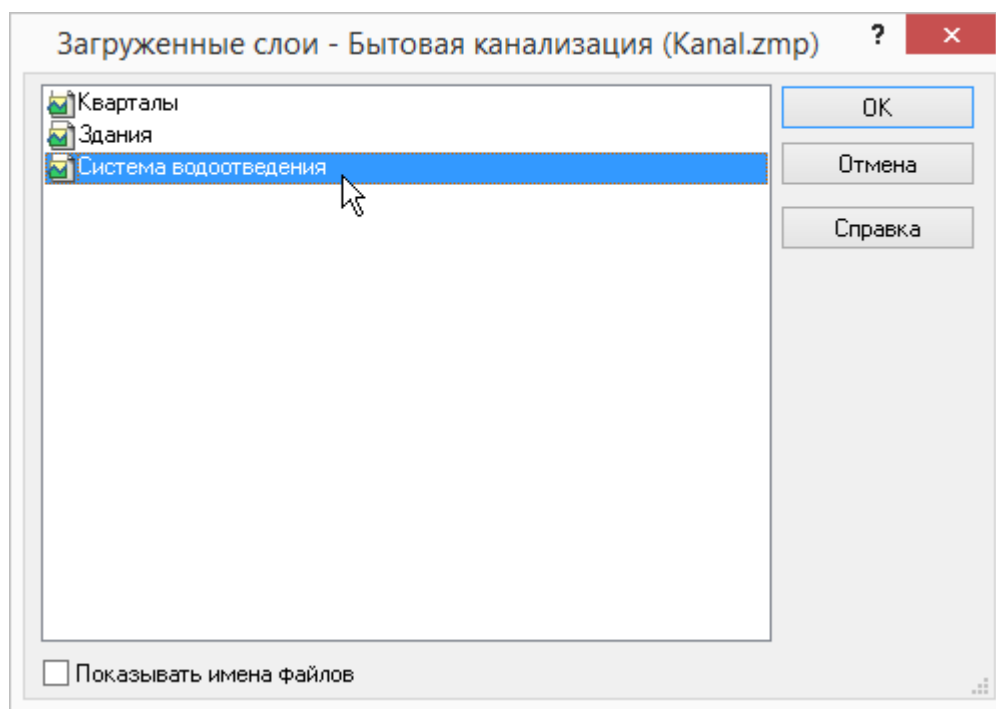 Загруженные слои - Бытовая канализация (Kanal.zmp)
?
Кварталы
Здания
Система водоотведения
OK
Отмена
Справка
Показывать имена файлов